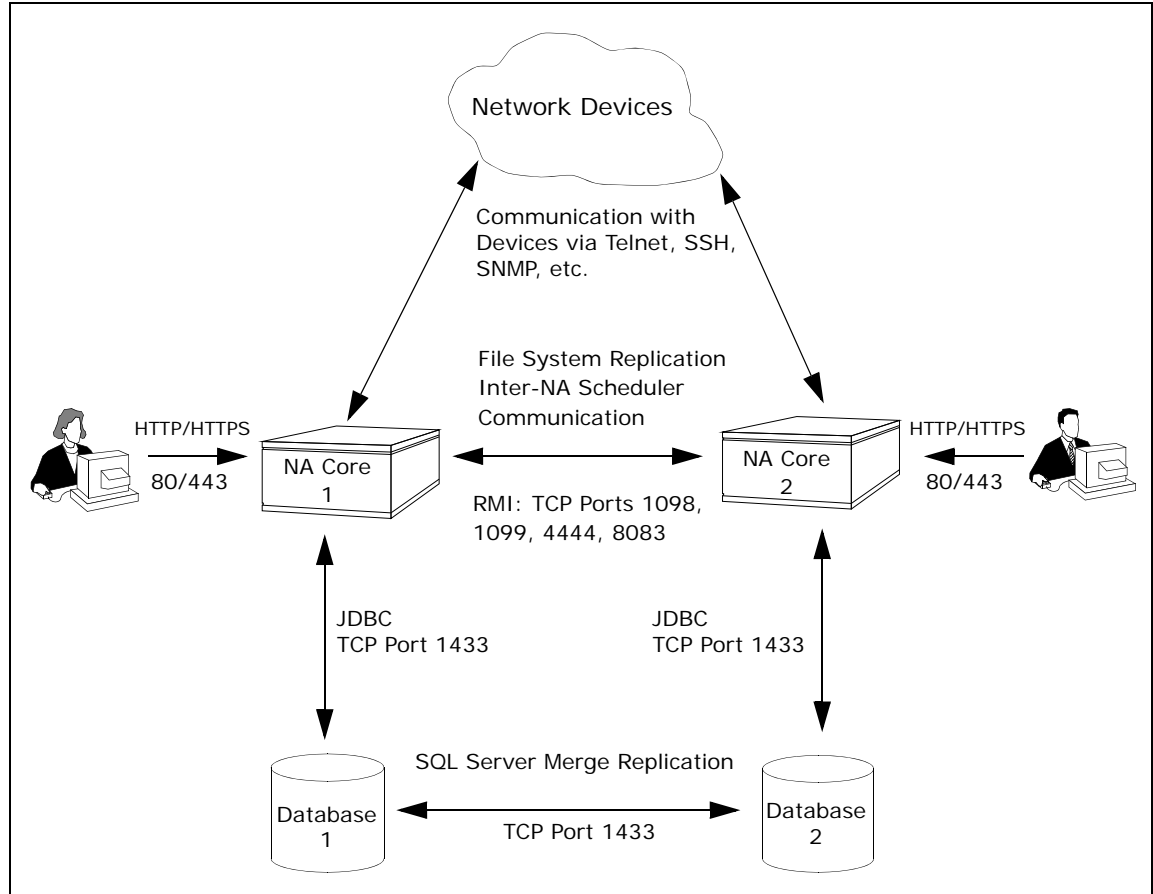 Network Devices
Communication with
Devices via Telnet, SSH,
SNMP, etc.
File System Replication
Inter-NA Scheduler
Communication
HTTP/HTTPS
80/443
NA Core
1
RMI: TCP Ports 1098,
1099, 4444, 8083
NA Core
2
HTTP/HTTPS
80/443
JDBC
TCP Port 1433
JDBC
TCP Port 1433
SQL Server Merge Replication
Database
1
TCP Port 1433
Database
2